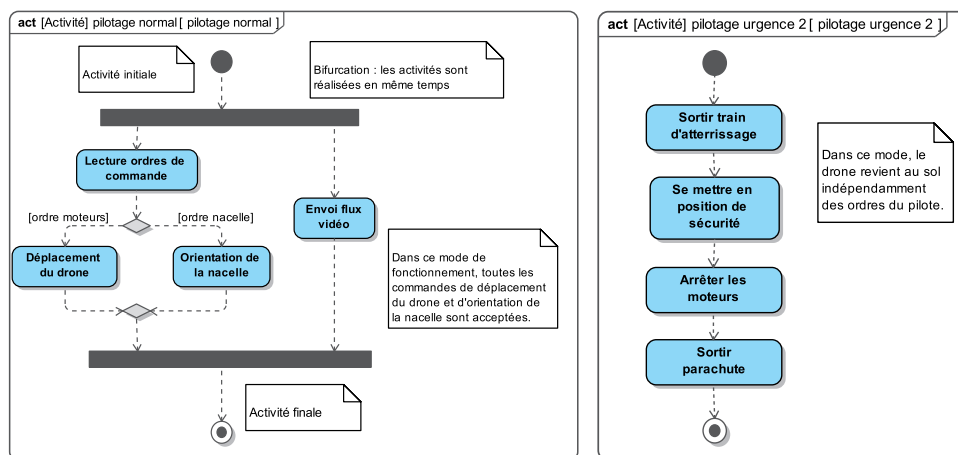 act [Activité] pilotage normal [ pilotage normal ]
Activité initiale
Bifurcation : les activités sont
réalisées en même temps
Lecture ordres de
commande
[ordre moteurs]
[ordre nacelle]
Envoi flux
vidéo
Déplacement
du drone
Orientation de
la nacelle
Dans ce mode de
fonctionnement, toutes les
commandes de déplacement
du drone et d'orientation de
la nacelle sont acceptées.
Activité finale
act [Activité] pilotage urgence 2 [ pilotage urgence 2 ]
Sortir train
d'atterrissage
Dans ce mode, le
drone revient au sol
indépendamment
des ordres du pilote.
Se mettre en
position de
sécurité
Arrêter les
moteurs
Sortir
parachute